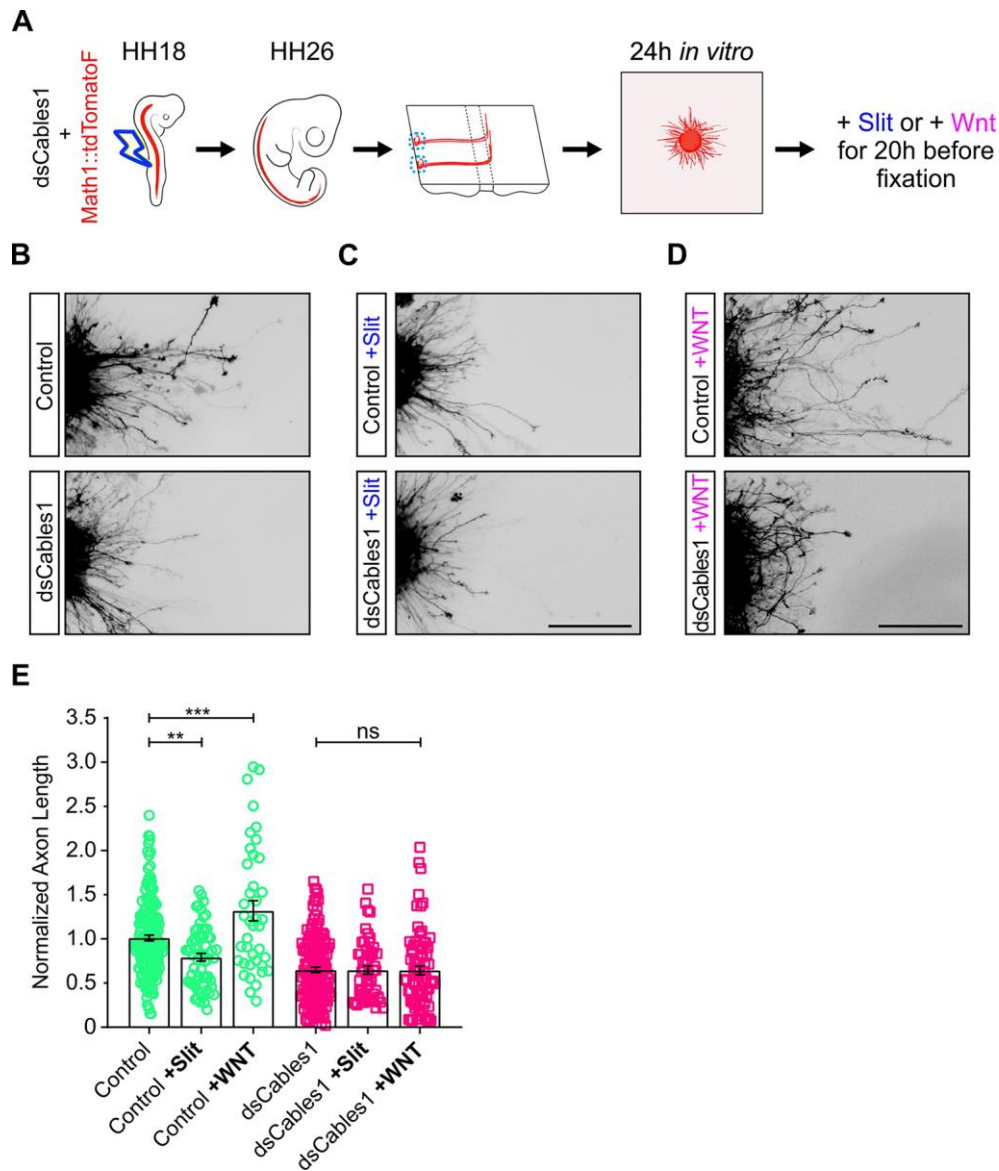 A
dsCables1
+
Math1::tdTomatoF
HH18
HH26
24h in vitro
+ Slit or + Wnt
for 20h before
fixation
B
C
D
Control
Control +Slit
Control +WNT
dsCables1
dsCables1 +Slit
dsCables1 +WNT
E
Normalized Axon Length
3.5
3.0
2.5
2.0
1.5
1.0
0.5
0
***
**
ns
Control
Control +Slit
Control +WNT
dsCables1
dsCables1 +Slit
dsCables1 +WNT